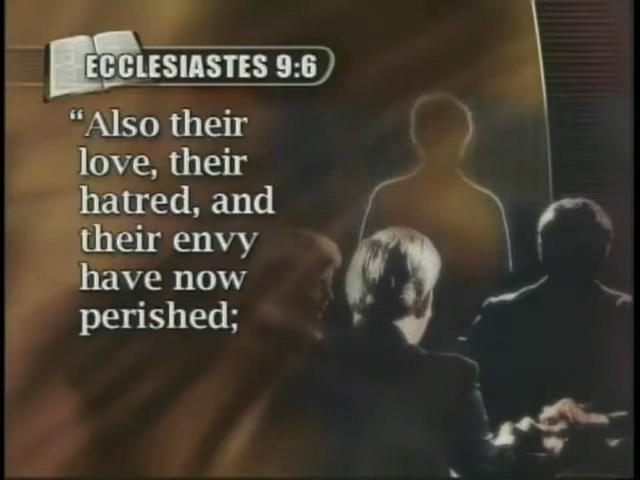 ECCLESIASTES 9:6
“Also their
love, their
hatred, and
their envy
have now
perished;